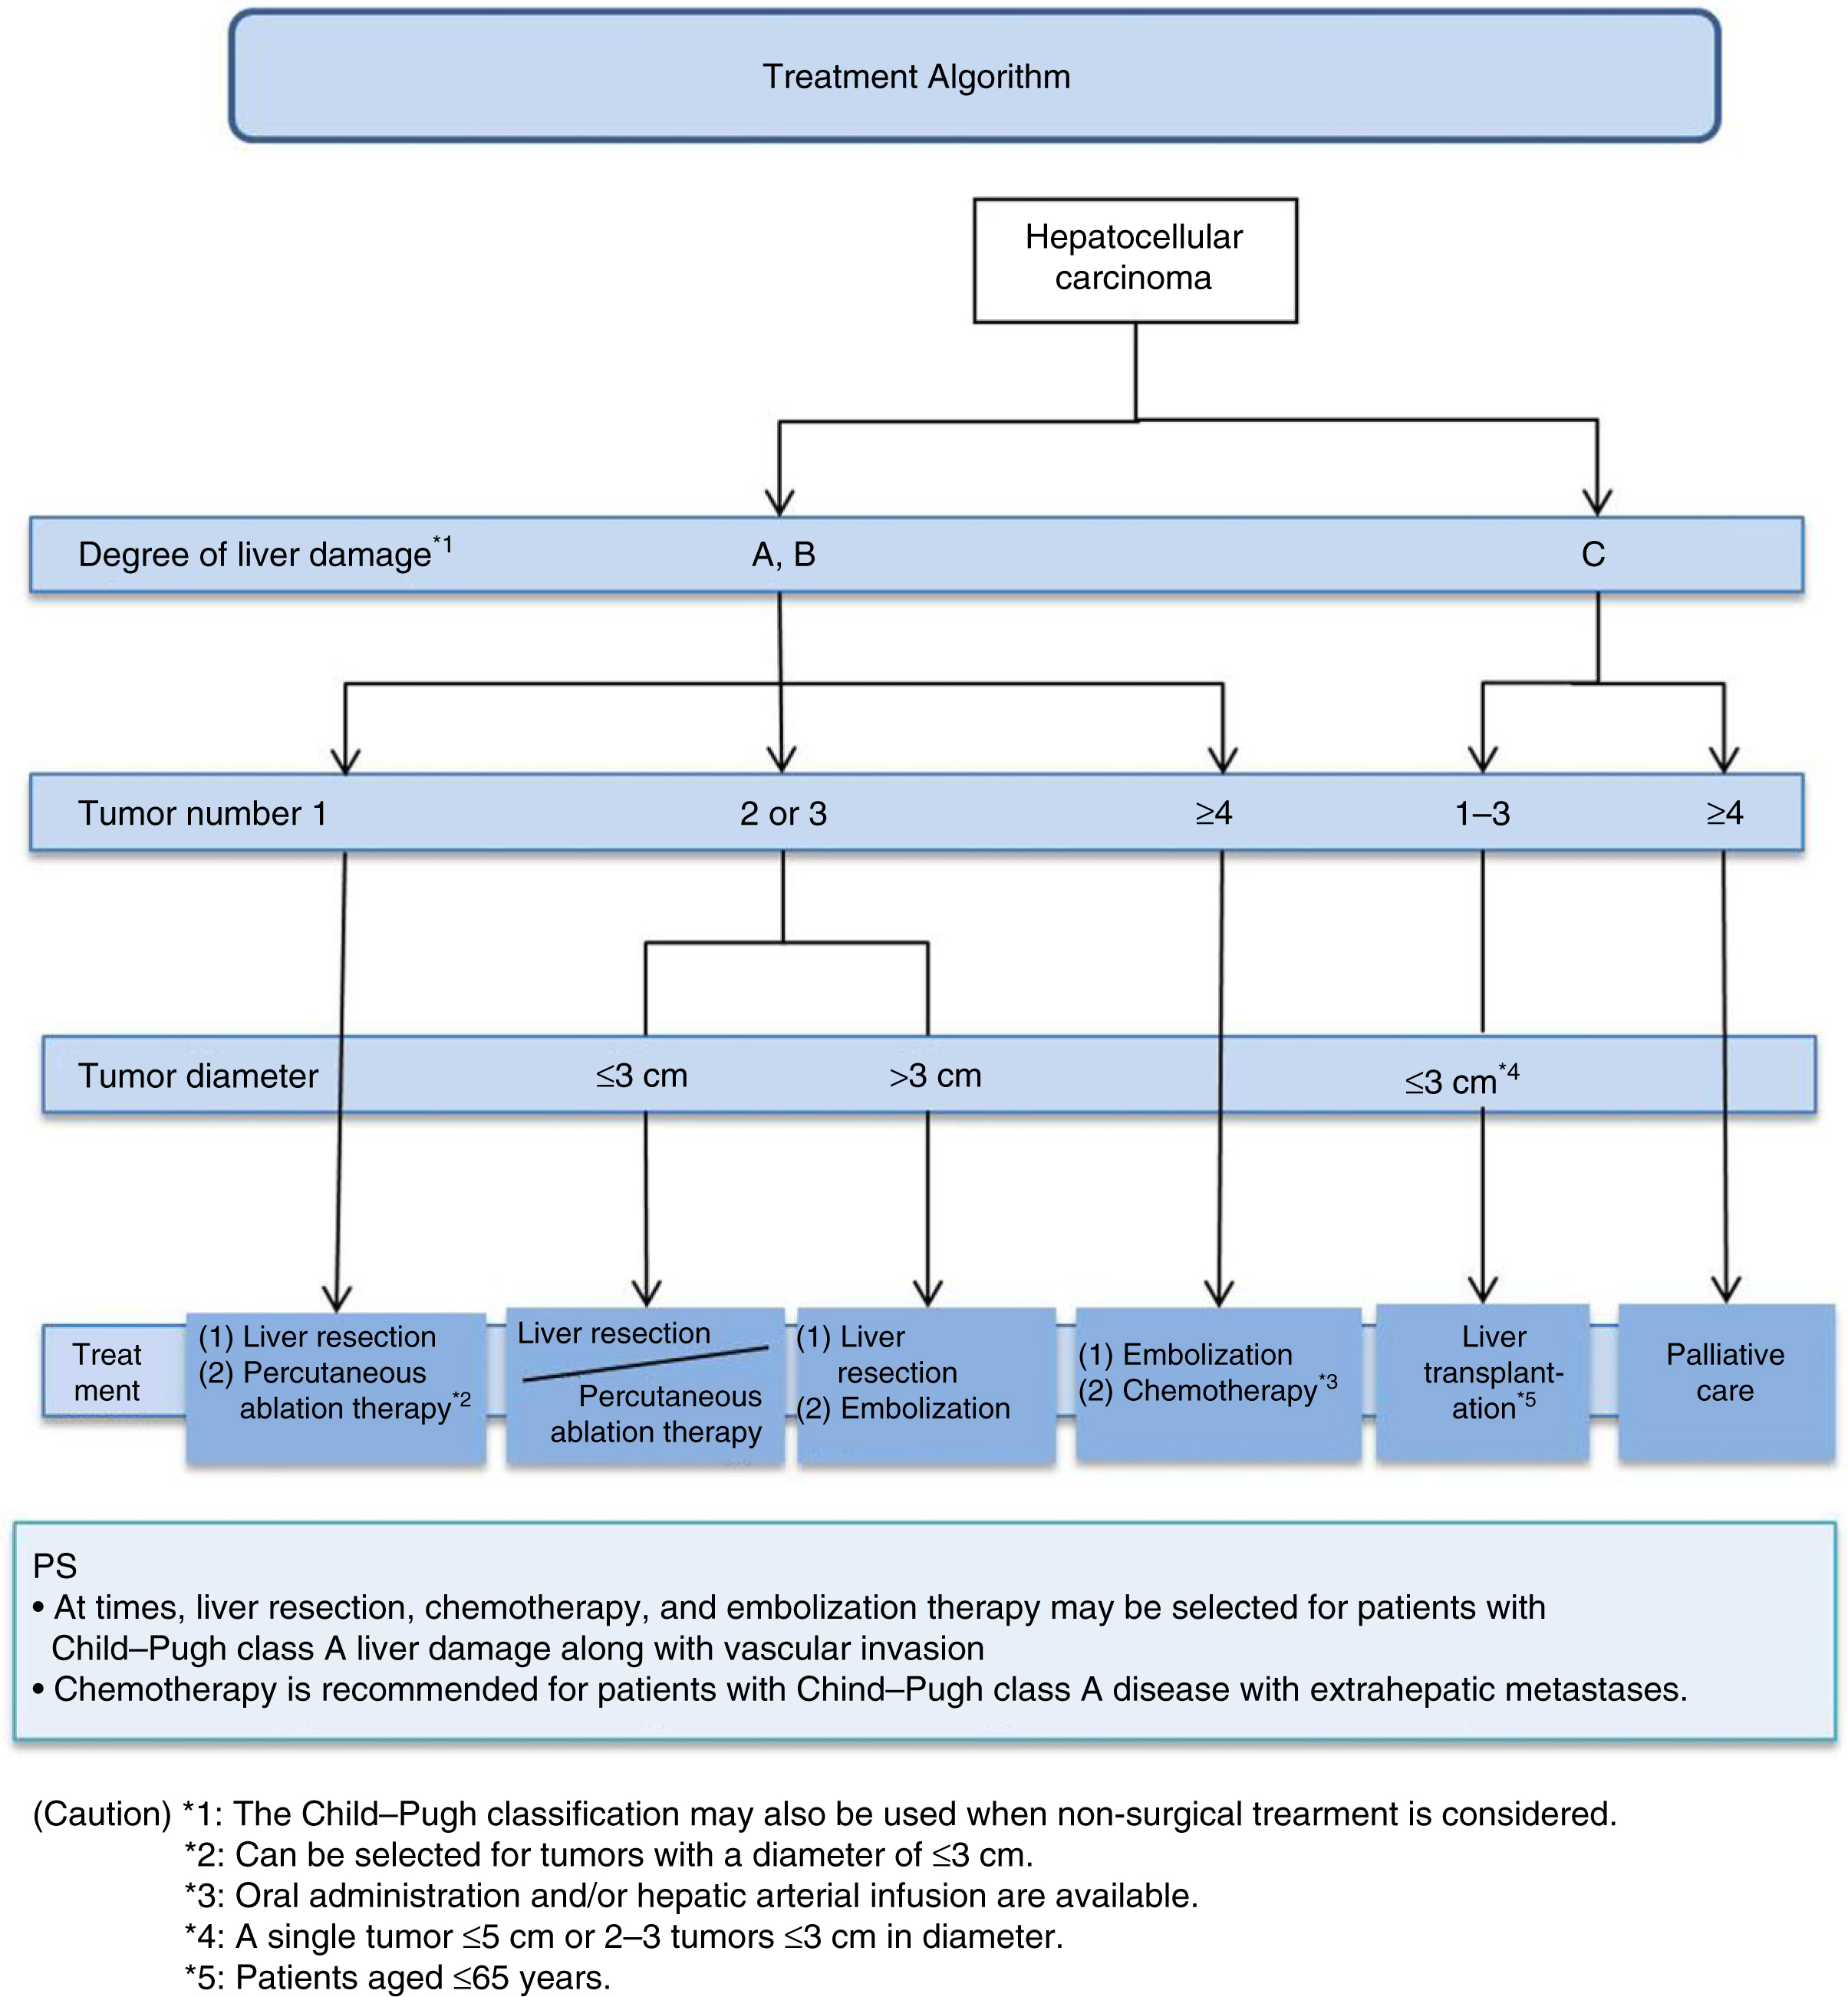 Treatment Algorithm
Hepatocellular
carcinoma
Degree of liver damage*1 A, B C
Tumor number 1 2 or 3 ≥4 1–3 ≥4
Tumor diameter ≤3 cm >3 cm ≤3 cm*4
Treat
ment
(1) Liver resection
(2) Percutaneous
ablation therapy*2
Liver resection
Percutaneous
ablation therapy
(1) Liver
resection
(2) Embolization
(1) Embolization
(2) Chemotherapy*3
Liver
transplant-
ation*5
Palliative
care
PS
• At times, liver resection, chemotherapy, and embolization therapy may be selected for patients with
Child–Pugh class A liver damage along with vascular invasion
• Chemotherapy is recommended for patients with Chind–Pugh class A disease with extrahepatic metastases.
(Caution) *1: The Child–Pugh classification may also be used when non-surgical trearment is considered.
*2: Can be selected for tumors with a diameter of ≤3 cm.
*3: Oral administration and/or hepatic arterial infusion are available.
*4: A single tumor ≤5 cm or 2–3 tumors ≤3 cm in diameter.
*5: Patients aged ≤65 years.